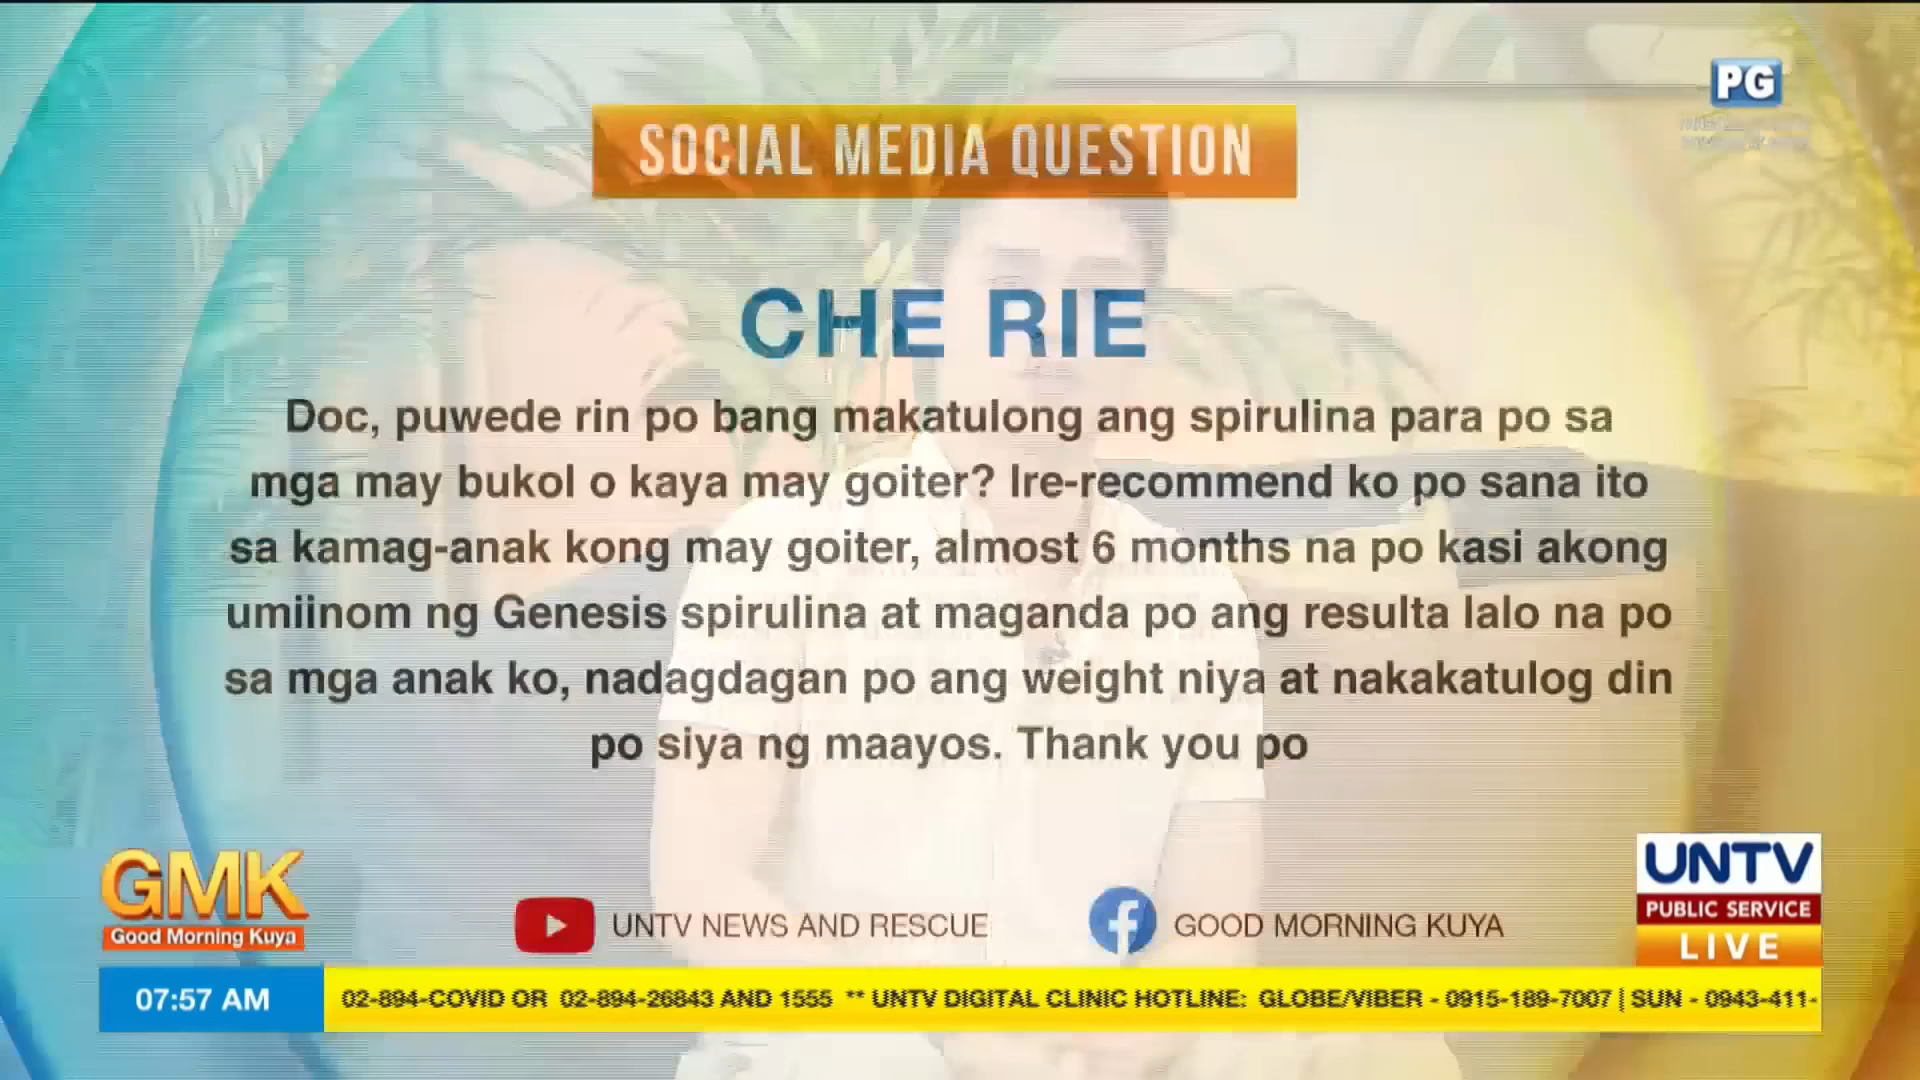 PG
SOCIAL MEDIA QUESTION
CHE RIE
Doc, puwede rin po bang makatulong ang spirulina para po sa
mga may bukol o kaya may goiter? Ire-recommend ko po sana ito
sa kamag-anak kong may goiter, almost 6 months na po kasi akong
umiinom ng Genesis spirulina at maganda po ang resulta lalo na po
sa mga anak ko, nadagdagan po ang weight niya at nakakatulog din
po siya ng maayos. Thank you po
GMK
Good Morning Kuya
UNTV NEWS AND RESCUE
GOOD MORNING KUYA
UNTV
PUBLIC SERVICE
LIVE
07:57 AM
02-894-COVID OR 02-894-26843 AND 1555 ** UNTV DIGITAL CLINIC HOTLINE: GLOBE/VIBER - 0915-189-7007 | SUN - 0943-411-